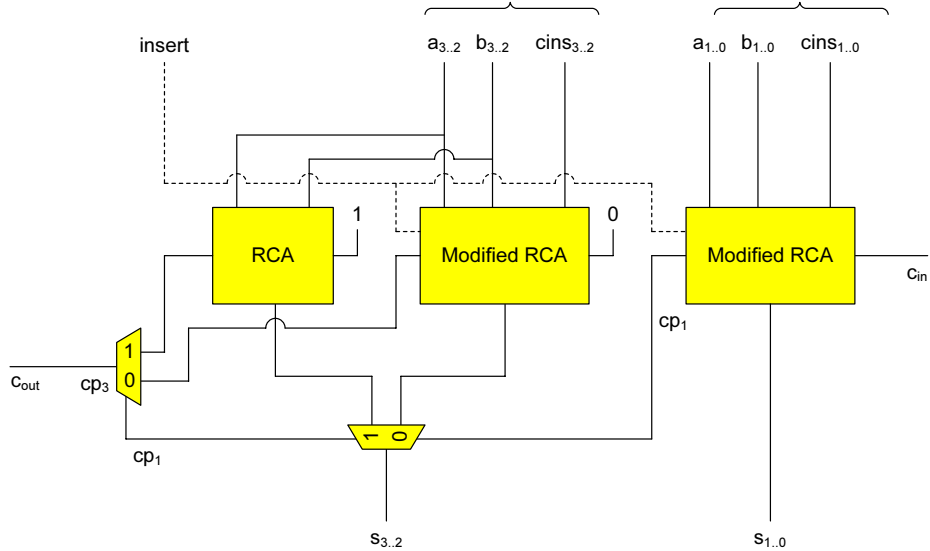 insert
a3..2 b3..2 cins3..2
a1..0 b1..0 cins1..0
1
0
RCA
Modified RCA
Modified RCA
cin
cp1
1
0
cout
cp3
1 0
cp1
s3..2
s1..0